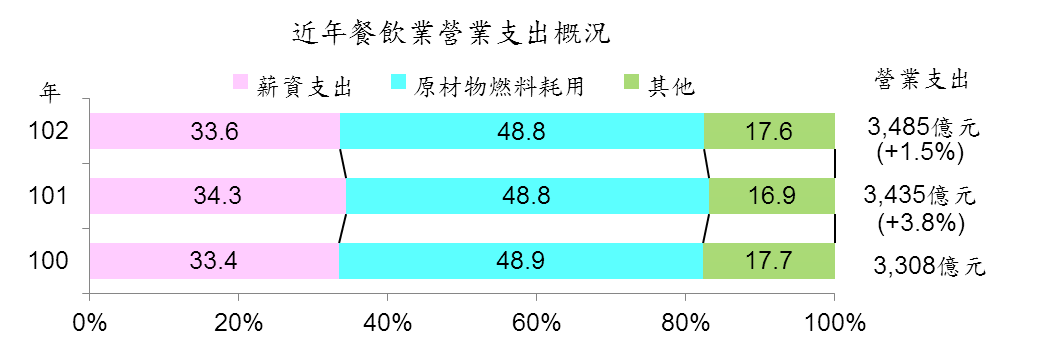 近年餐飲業營業支出概況
年
薪資支出 原材物燃料耗用 其他
營業支出
102 33.6 48.8 17.6 3,485億元
(+1.5%)
101 34.3 48.8 16.9 3,435億元
(+3.8%)
100 33.4 48.9 17.7 3,308億元
0% 20% 40% 60% 80% 100%